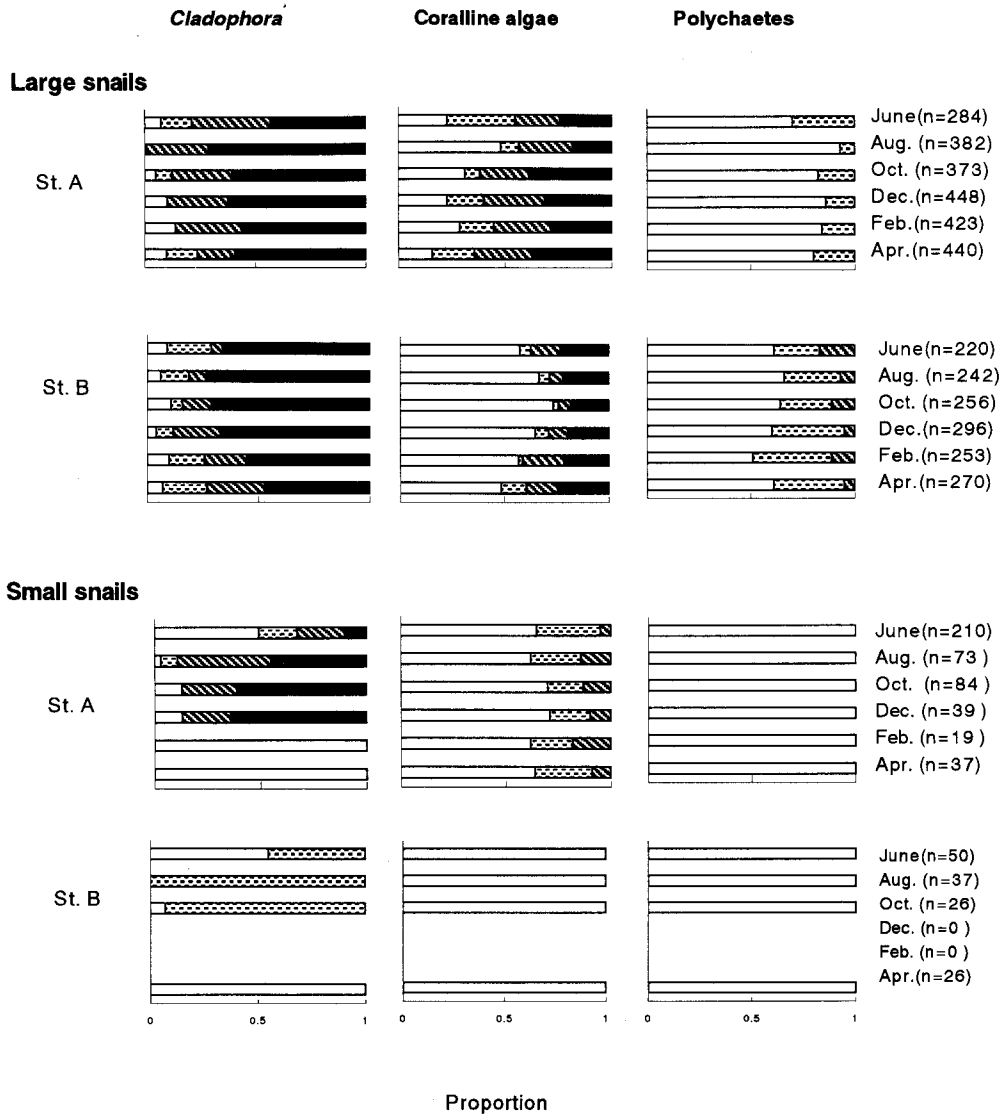 Cladophora Coralline algae Polychaetes
Large snails
St. A
June(n=284)
Aug. (n=382)
Oct. (n=373)
Dec.(n=448)
Feb.(n=423)
Apr.(n=440)
St. B
June(n=220)
Aug.(n=242)
Oct.(n=256)
Dec.(n=296)
Feb.(n=253)
Apr.(n=270)
Small snails
St. A
June(n=210)
Aug. (n=73 )
Oct. (n=84 )
Dec. (n=39 )
Feb. (n=19 )
Apr. (n=37)
St. B
June(n=50)
Aug. (n=37)
Oct. (n=26)
Dec. (n=0 )
Feb. (n=0 )
Apr.(n=26)
0 0.5 1 0 0.5 1 0 0.5 1
Proportion